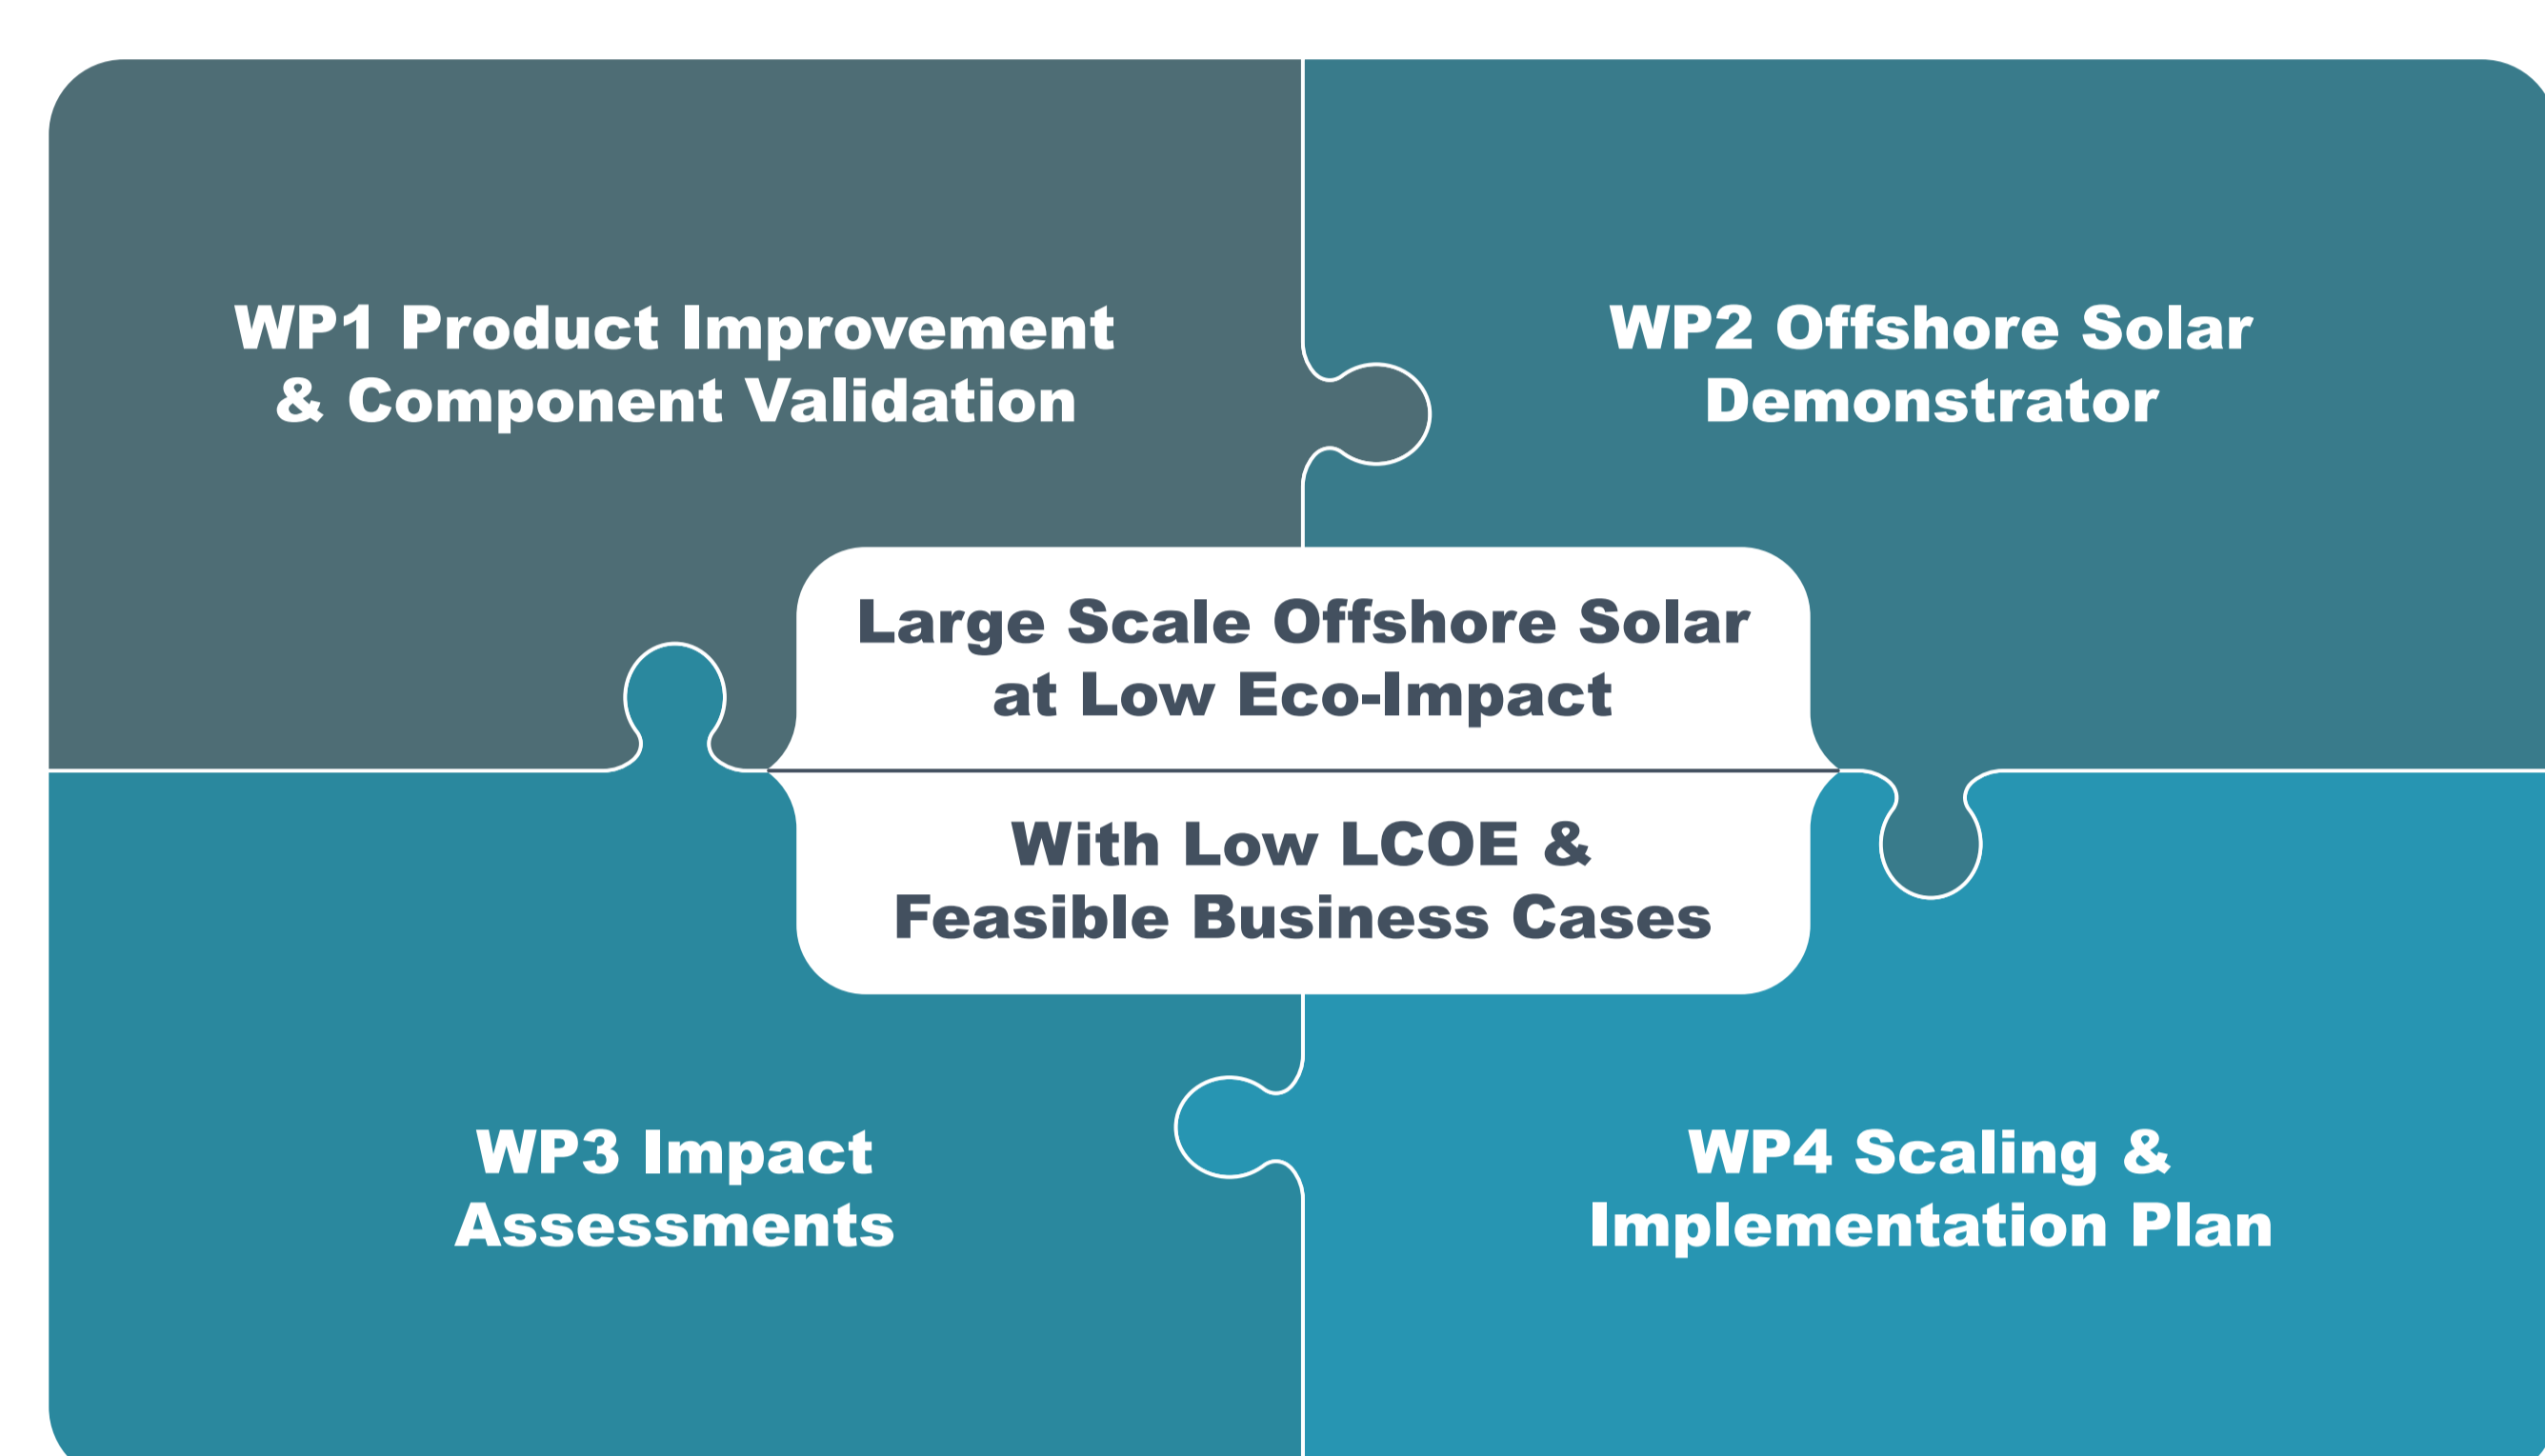 WP1 Product Improvement
& Component Validation
WP2 Offshore Solar
Demonstrator
Large Scale Offshore Solar
at Low Eco-Impact
With Low LCOE &
Feasible Business Cases
WP3 Impact
Assessments
WP4 Scaling &
Implementation Plan